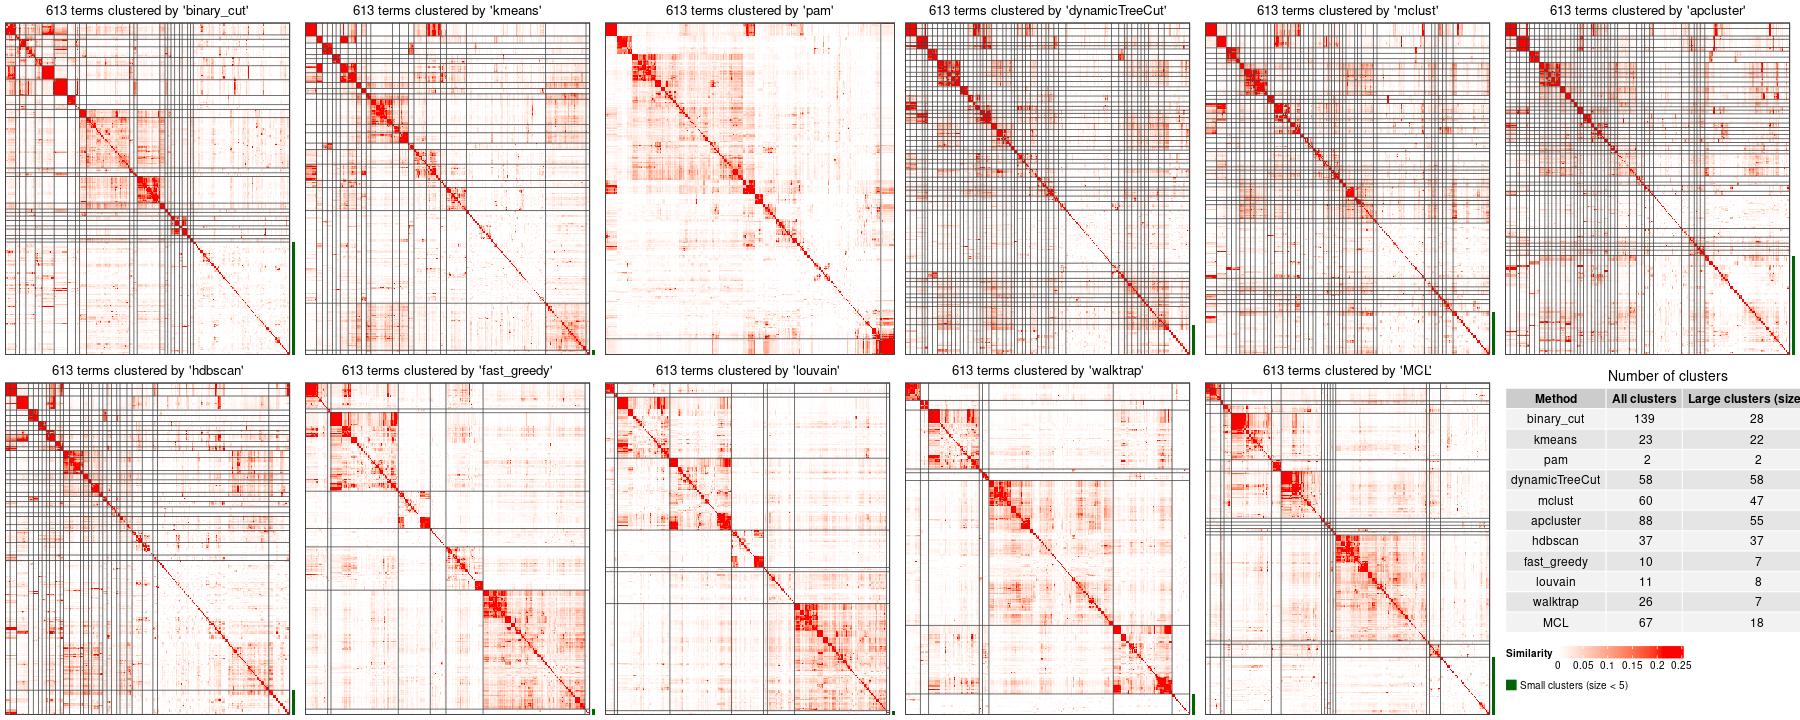 613 terms clustered by 'binary_cut'
613 terms clustered by 'kmeans'
613 terms clustered by 'pam'
613 terms clustered by 'dynamicTreeCut'
613 terms clustered by 'mclust'
613 terms clustered by 'apcluster'
613 terms clustered by 'hdbscan'
613 terms clustered by 'fast_greedy'
613 terms clustered by 'louvain'
613 terms clustered by 'walktrap'
613 terms clustered by 'MCL'
Number of clusters
Method All clusters Large clusters (size
binary_cut 139 28
kmeans 23 22
pam 2 2
dynamicTreeCut 58 58
mclust 60 47
apcluster 88 55
hdbscan 37 37
fast_greedy 10 7
louvain 11 8
walktrap 26 7
MCL 67 18
Similarity
0 0.05 0.1 0.15 0.2 0.25
Small clusters (size < 5)